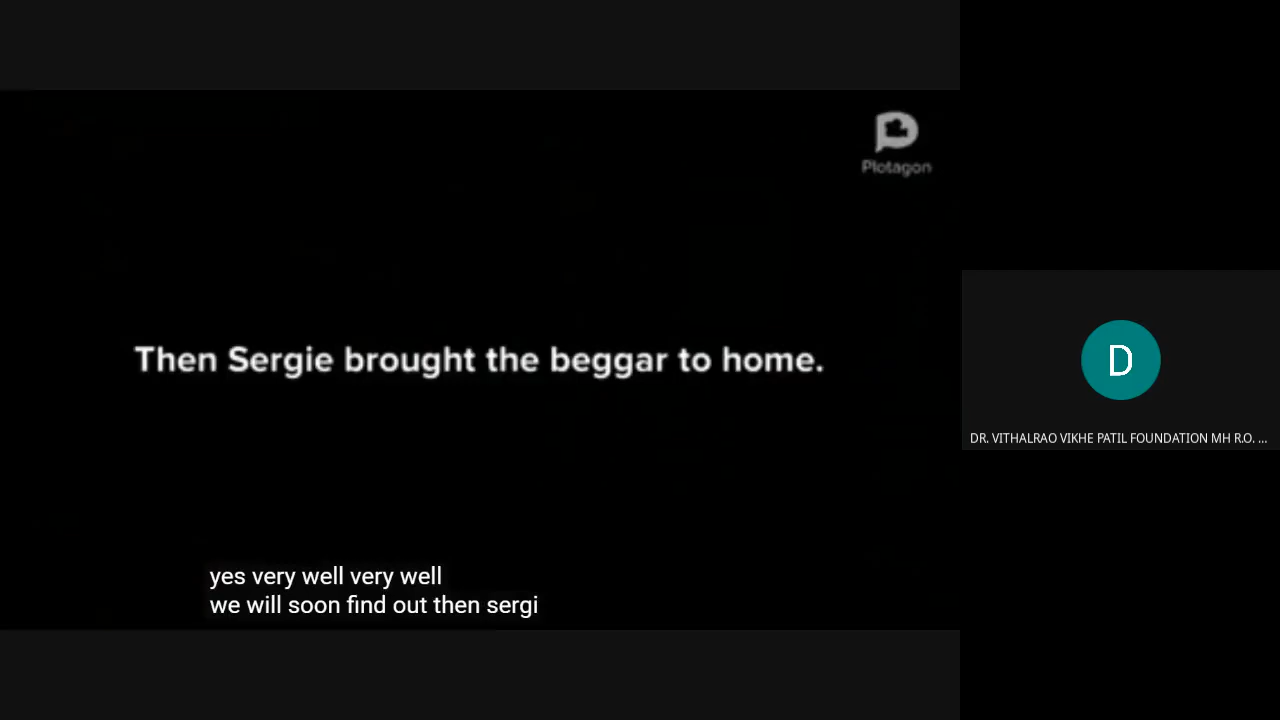 Plotagon
Then Sergie brought the beggar to home.
D
DR. VITHALRAO VIKHE PATIL FOUNDATION MH R.O. ...
yes very well very well
we will soon find out then sergi